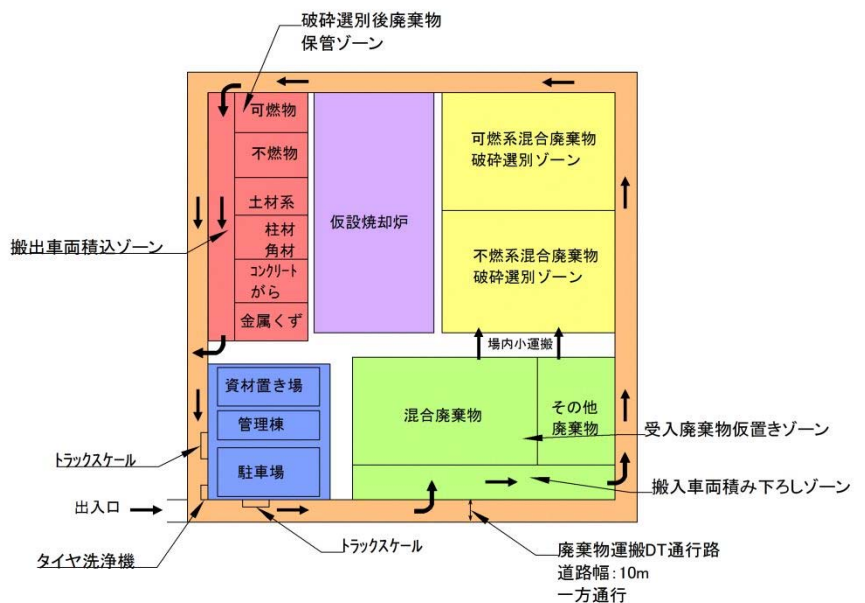 破砕選別後廃棄物
保管ゾーン
可燃物
不燃物
土材系
柱材
角材
コンクリート
がら
金属くず
搬出車両積込ゾーン
仮設焼却炉
可燃系混合廃棄物
破砕選別ゾーン
不燃系混合廃棄物
破砕選別ゾーン
場内小運搬
資材置き場
管理棟
駐車場
混合廃棄物
その他
廃棄物
受入廃棄物仮置きゾーン
搬入車両積み下ろしゾーン
トラックスケール
出入口
タイヤ洗浄機
トラックスケール
廃棄物運搬DT通行路
道路幅:10m
一方通行